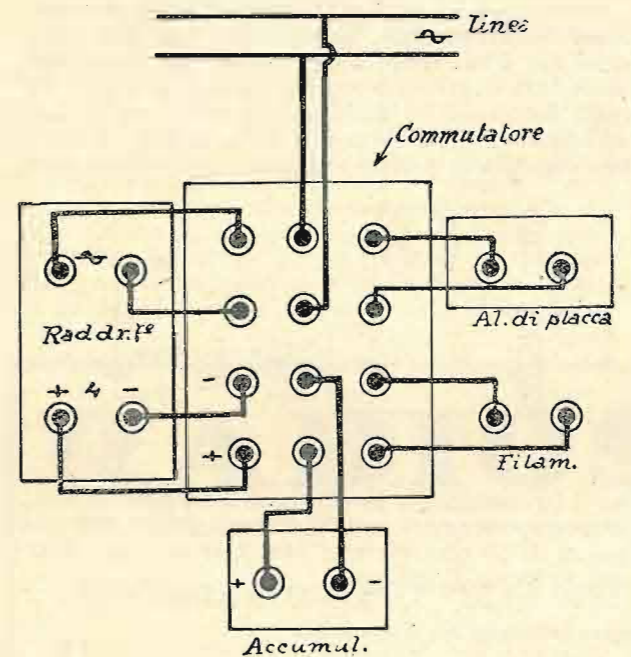 linea
Commutatore
Raddr.re
+ 4 -
-
+
Al. di placca
Filam.
+ -
Accumul.